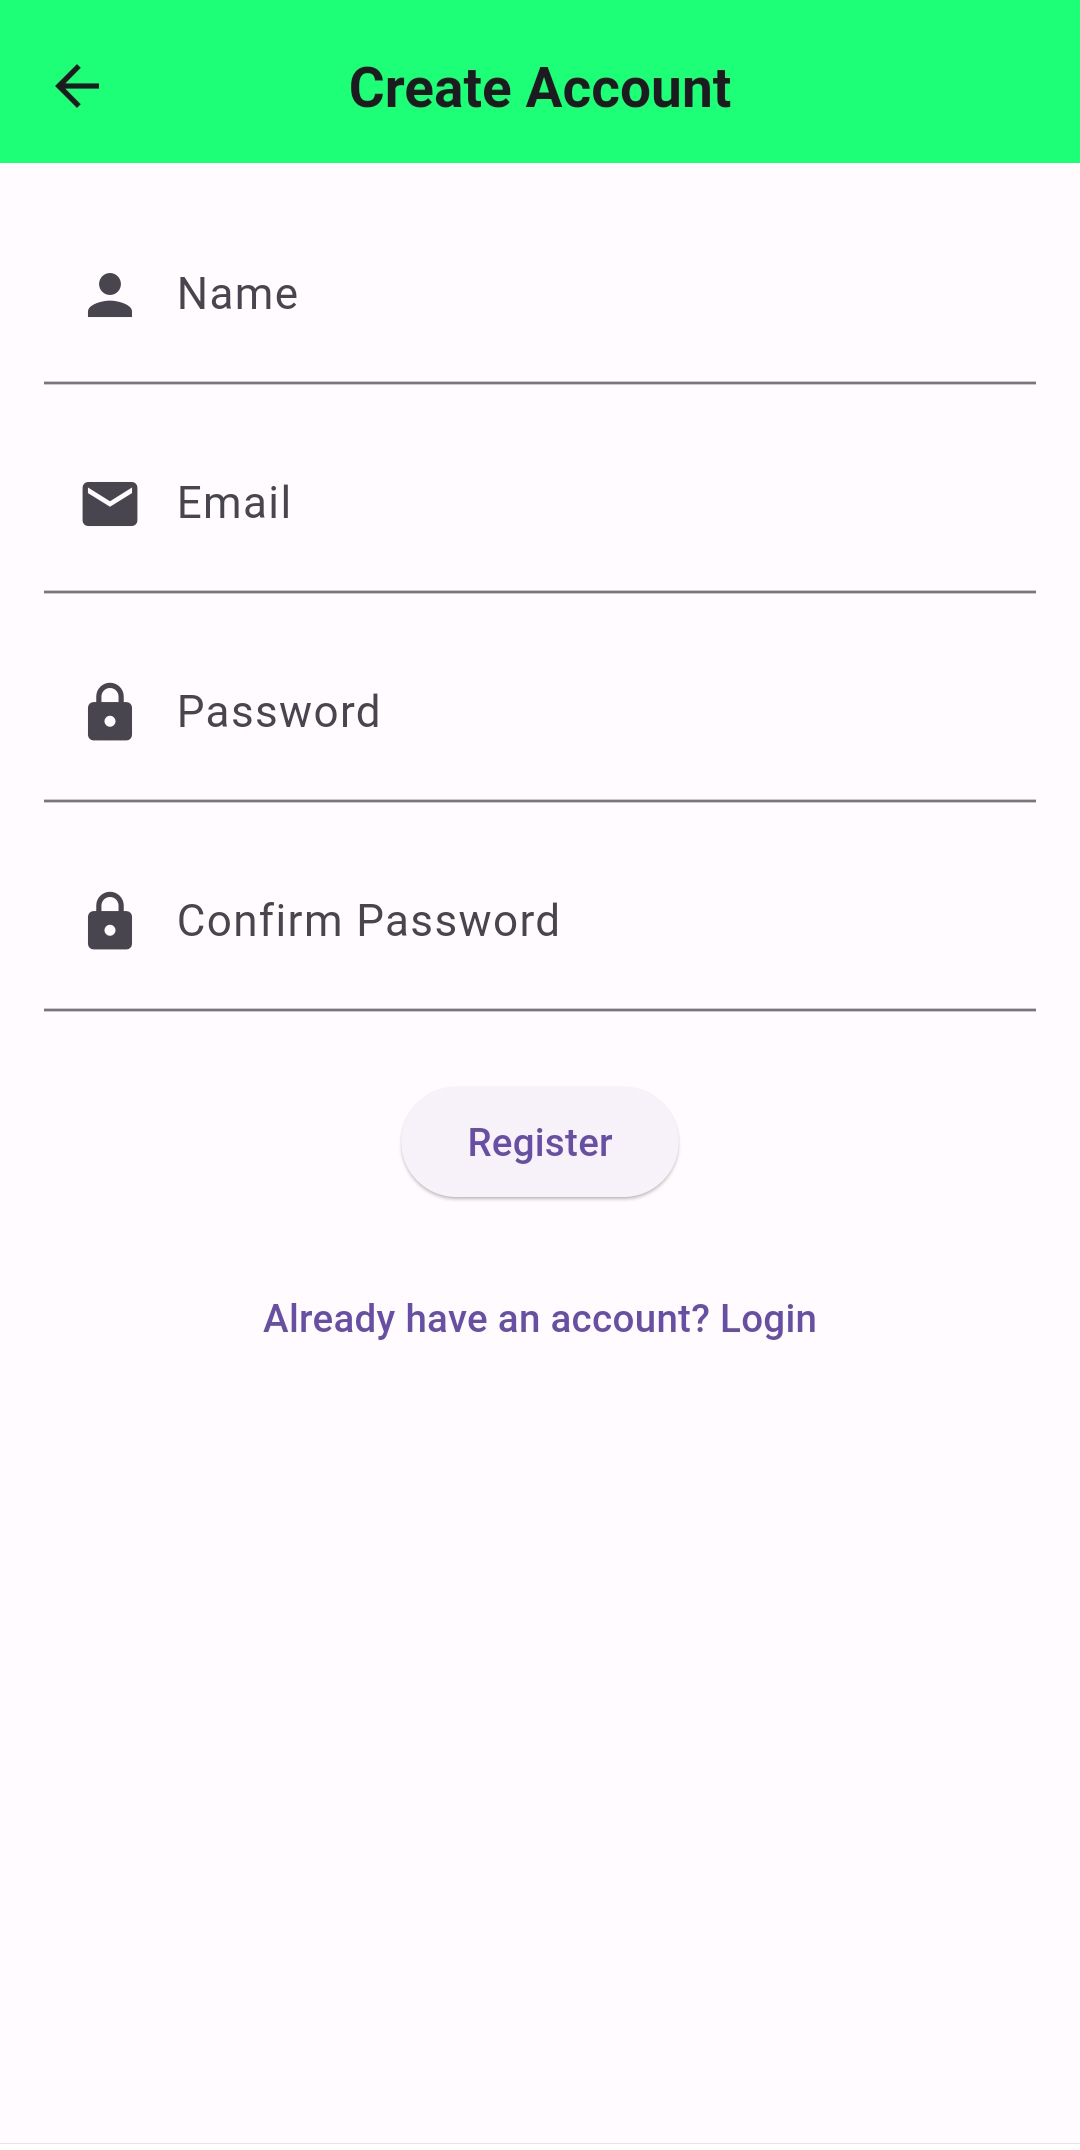 Create Account
Name
Email
Password
Confirm Password
Register
Already have an account? Login